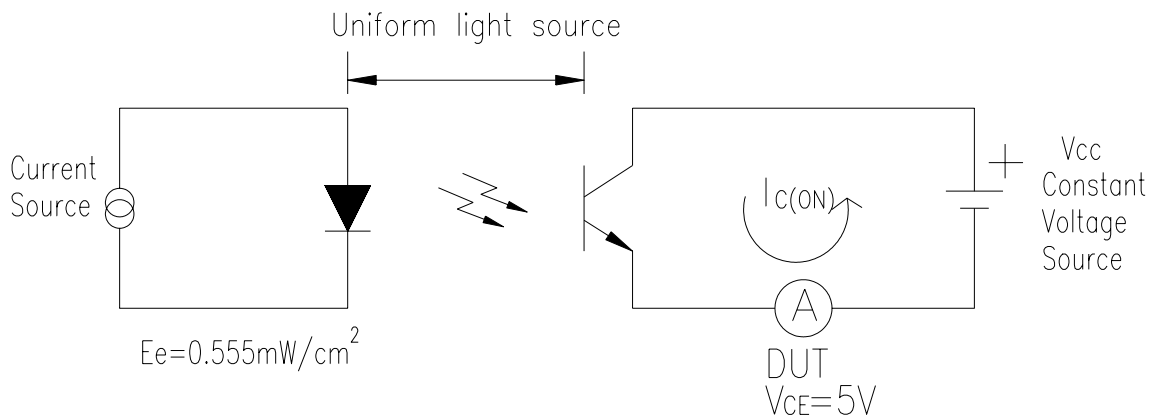 Uniform light source
Current
Source
Ee=0.555mW/cm²
IC(ON)
A
DUT
VCE=5V
+
Vcc
Constant
Voltage
Source